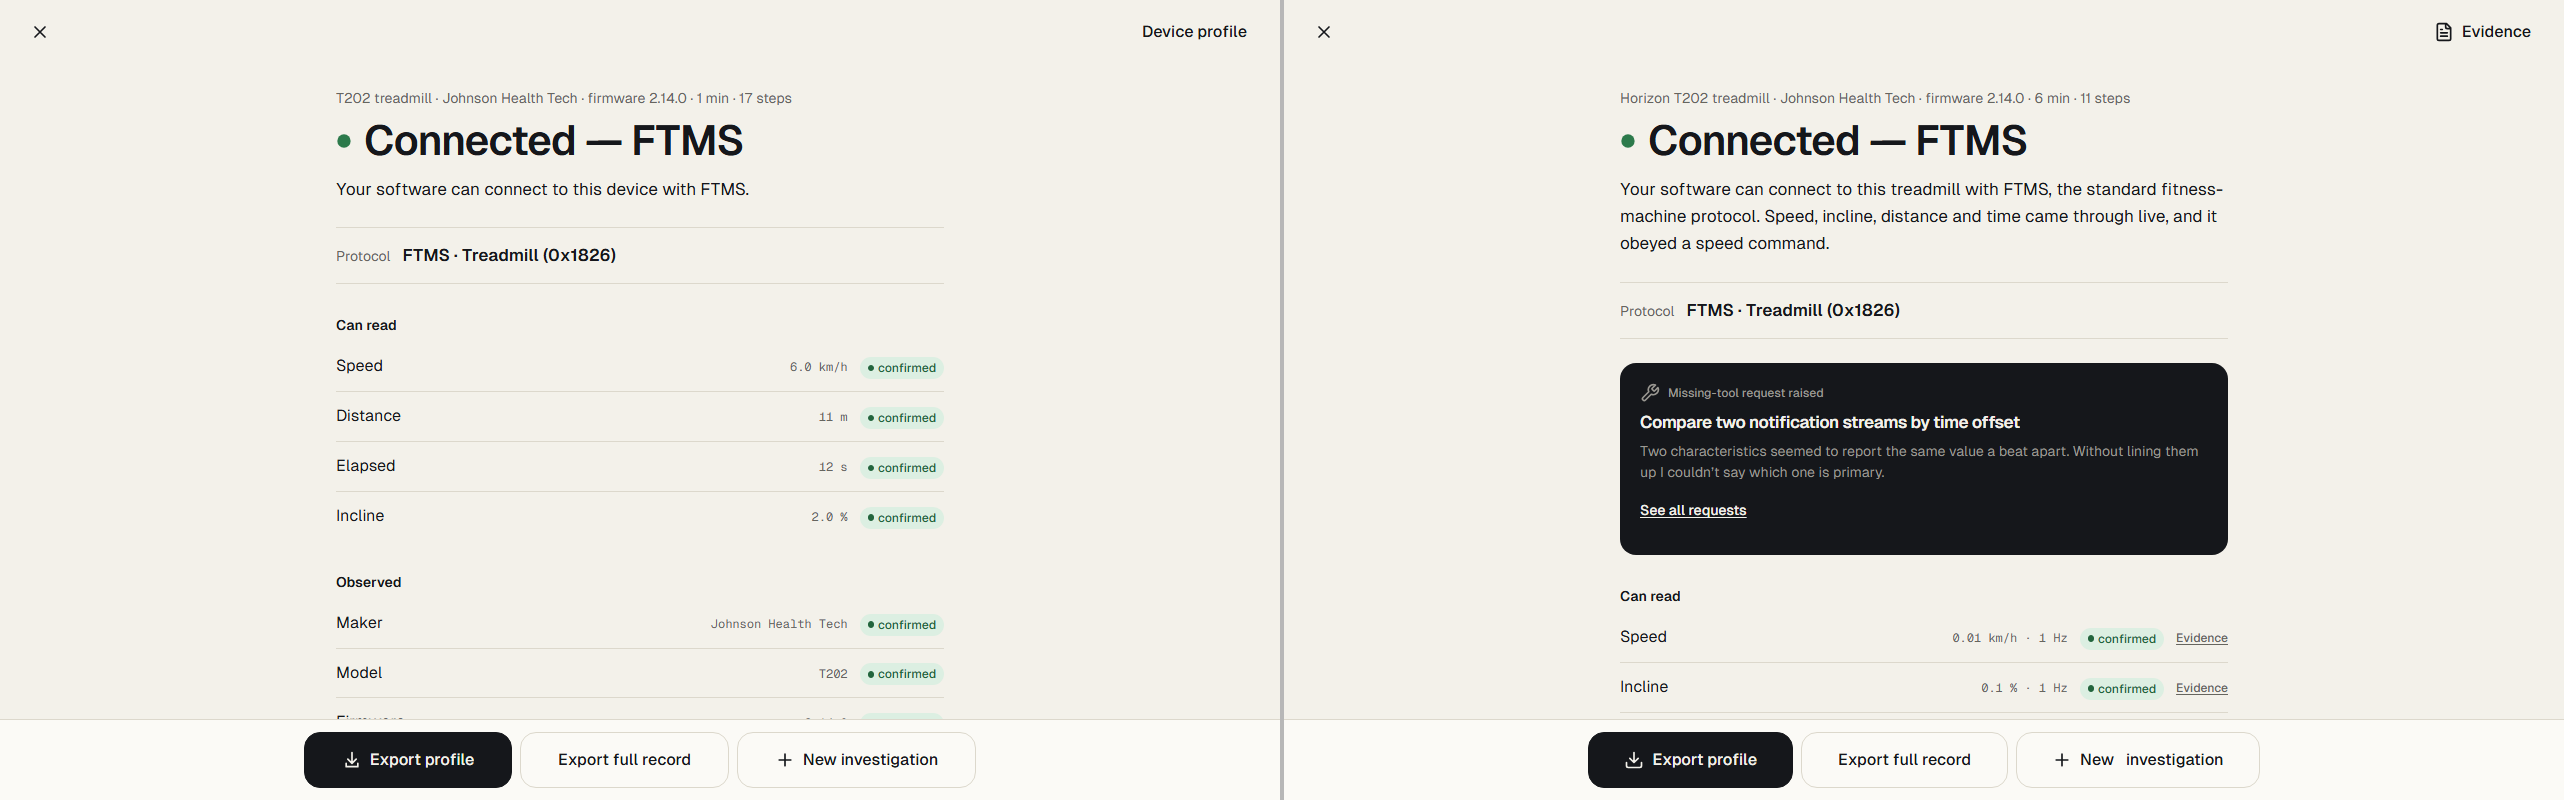 Device profile
T202 treadmill · Johnson Health Tech · firmware 2.14.0 · 1 min · 17 steps
Connected — FTMS
Your software can connect to this device with FTMS.
Protocol FTMS · Treadmill (0x1826)
Can read
Speed 6.0 km/h confirmed
Distance 11 m confirmed
Elapsed 12 s confirmed
Incline 2.0 % confirmed
Observed
Maker Johnson Health Tech confirmed
Model T202 confirmed
Export profile Export full record New investigation
Evidence
Horizon T202 treadmill · Johnson Health Tech · firmware 2.14.0 · 6 min · 11 steps
Connected — FTMS
Your software can connect to this treadmill with FTMS, the standard fitness-
machine protocol. Speed, incline, distance and time came through live, and it
obeyed a speed command.
Protocol FTMS · Treadmill (0x1826)
Missing-tool request raised
Compare two notification streams by time offset
Two characteristics seemed to report the same value a beat apart. Without lining them
up I couldn't say which one is primary.
See all requests
Can read
Speed 0.01 km/h · 1 Hz confirmed Evidence
Incline 0.1 % · 1 Hz confirmed Evidence
Export profile Export full record New investigation